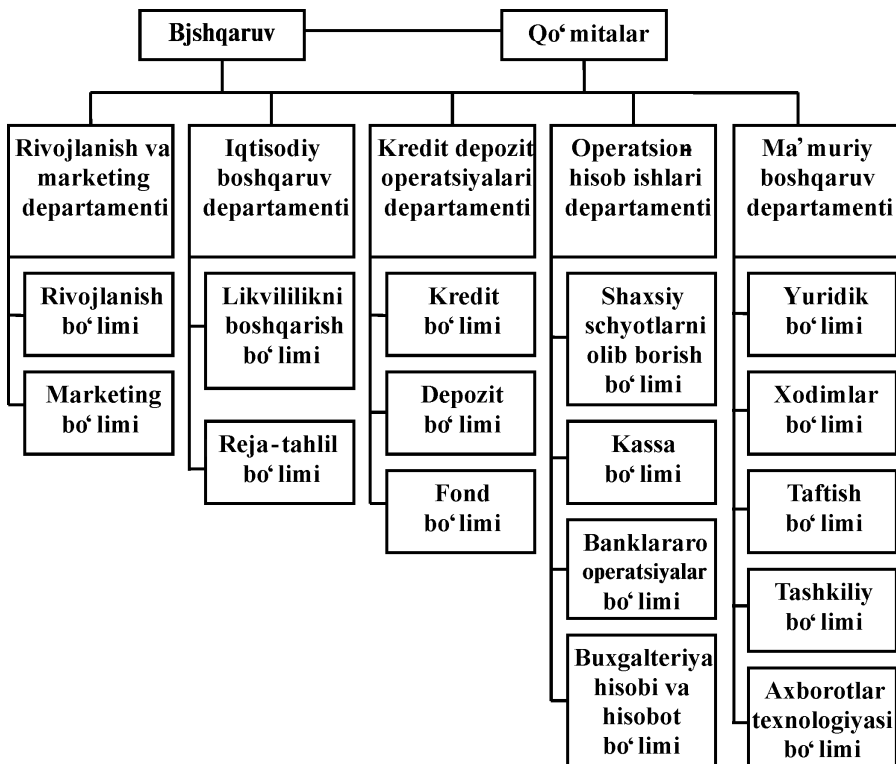 Bjshqaruv
Qo‘mitalar
Rivojlanish va
marketing
departamenti
Iqtisodiy
boshqaruv
departamenti
Kredit depozit
operatsiyalari
departamenti
Operatsion-
hisob ishlari
departamenti
Ma’muriy
boshqaruv
departamenti
Rivojlanish
bo‘limi
Marketing
bo‘limi
Likvililikni
boshqarish
bo‘limi
Reja-tahlil
bo‘limi
Kredit
bo‘limi
Depozit
bo‘limi
Fond
bo‘limi
Shaxsiy
schyotlarni
olib borish
bo‘limi
Kassa
bo‘limi
Banklararo
operatsiyalar
bo‘limi
Buxgalteriya
hisobi va
hisobot
bo‘limi
Yuridik
bo‘limi
Xodimlar
bo‘limi
Taftish
bo‘limi
Tashkiliy
bo‘limi
Axborotlar
texnologiyasi
bo‘limi